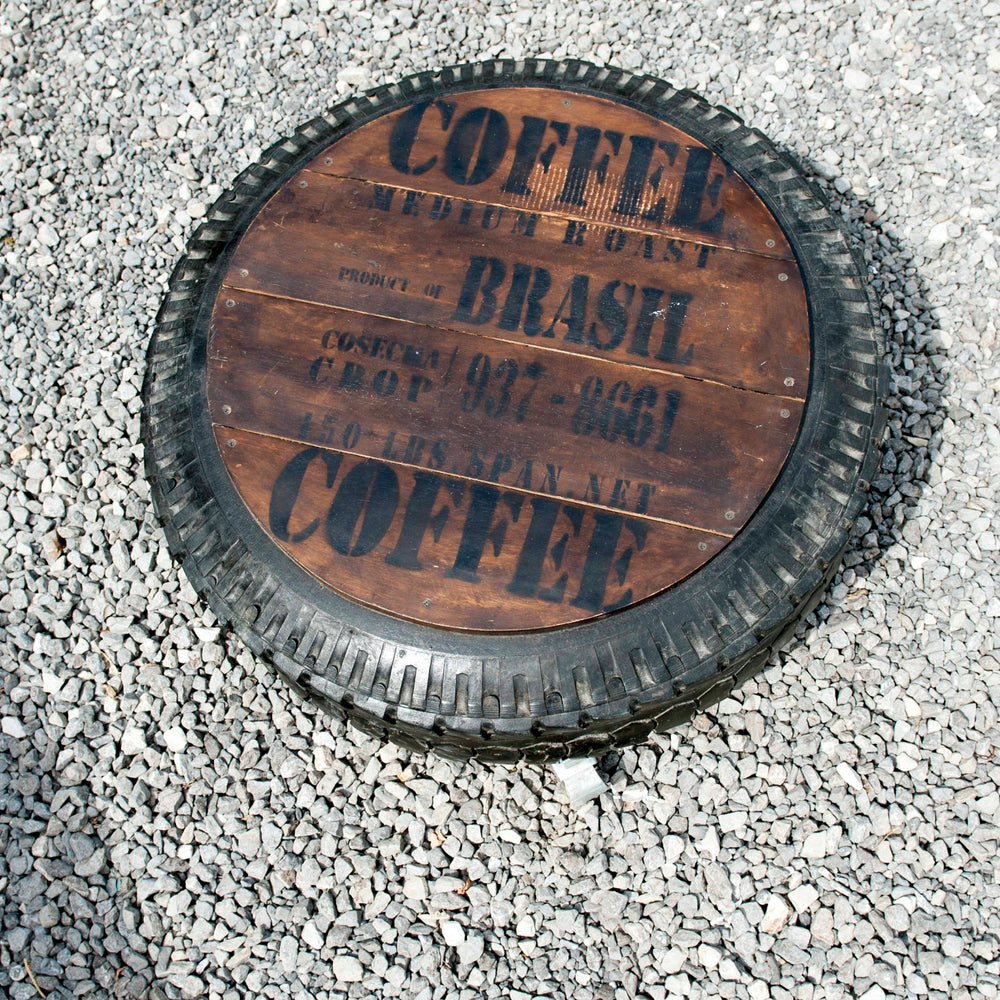 COFFEE
MEDIUM ROAST
PRODUCT OF BRASIL
COSECHA / 937-8661
CROP
150-LBS SPAN.NET
COFFEE